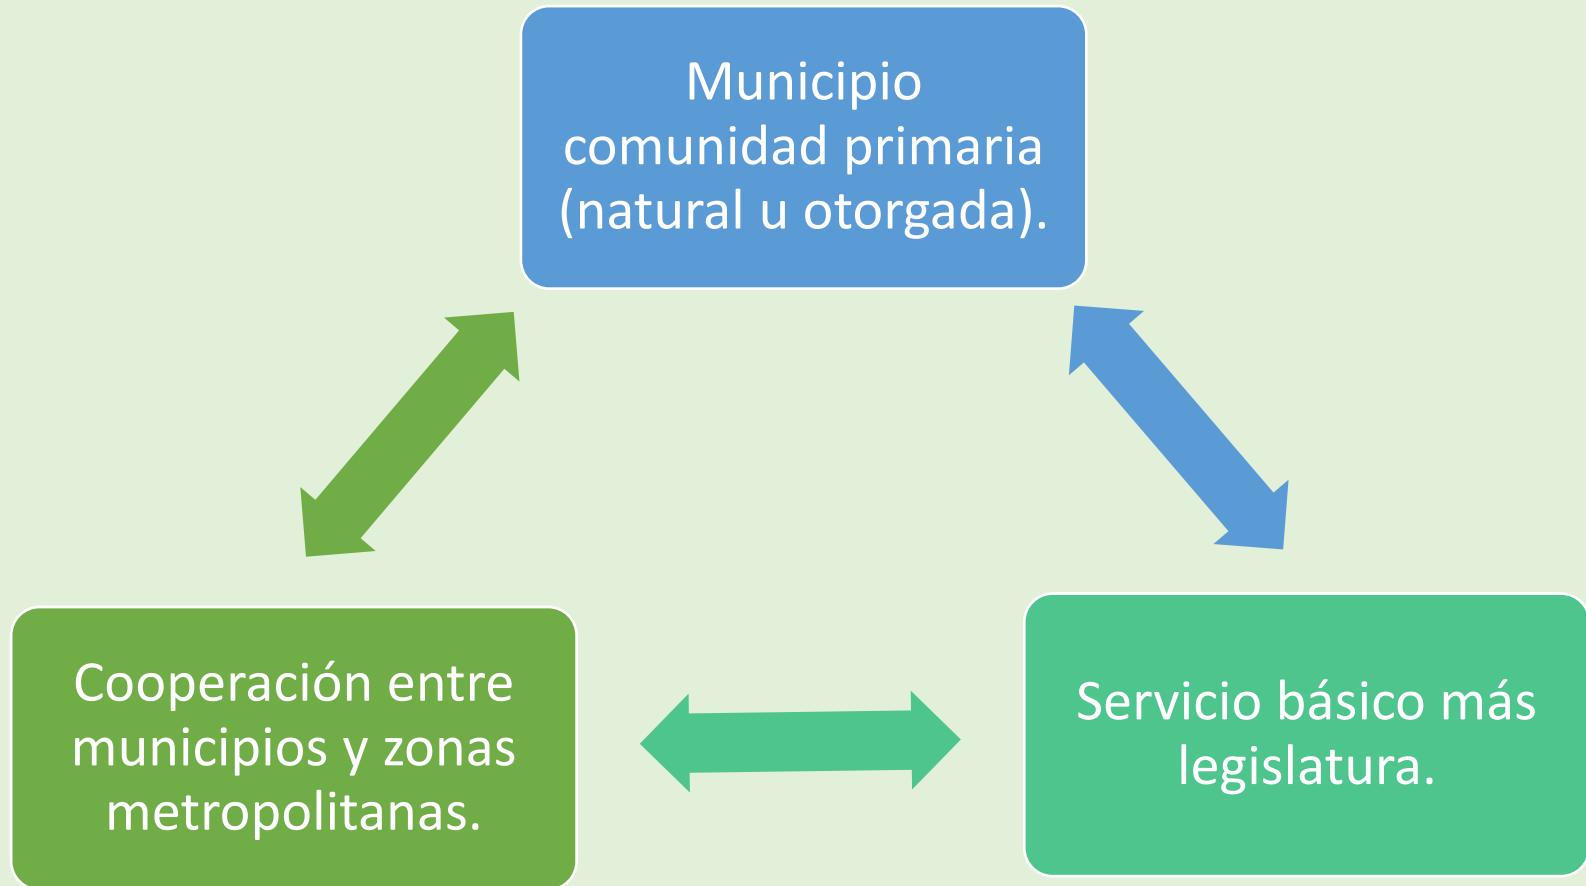 Municipio
comunidad primaria
(natural u otorgada).
Cooperación entre
municipios y zonas
metropolitanas.
Servicio básico más
legislatura.